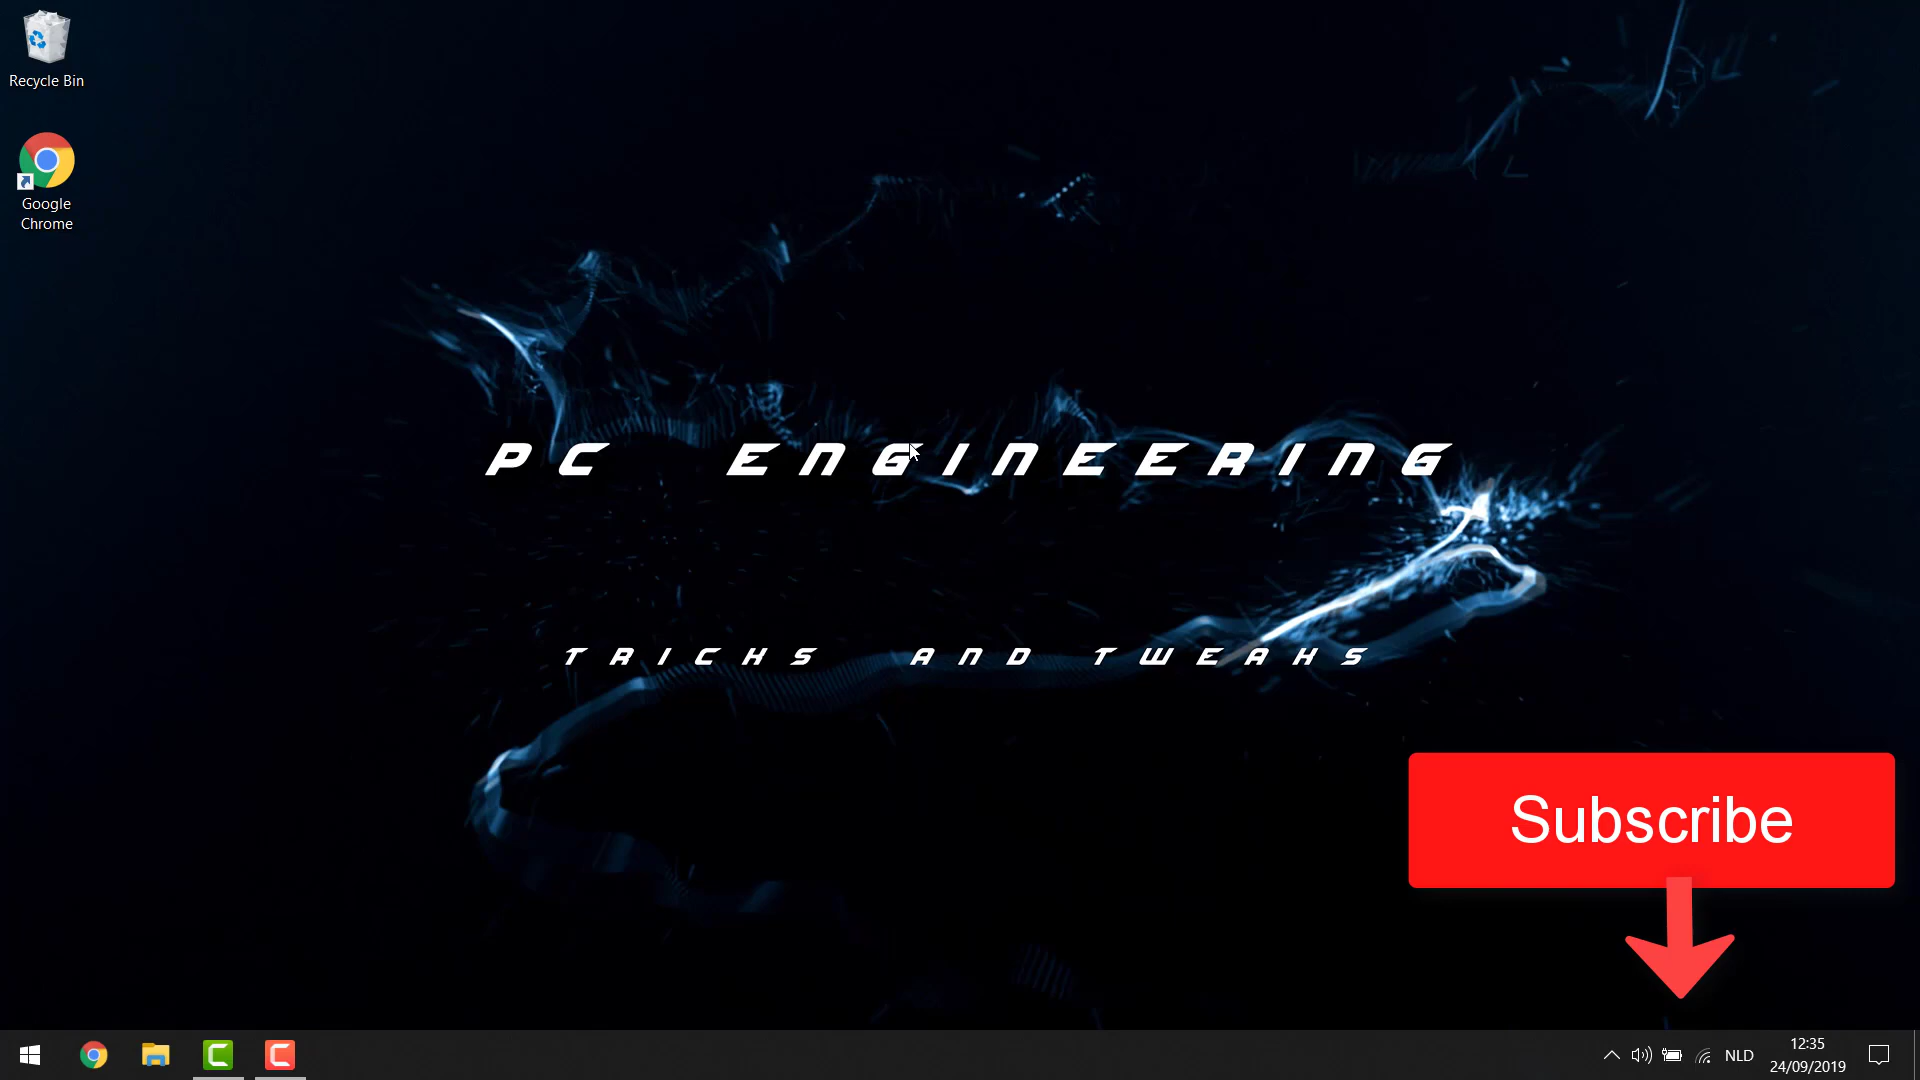 Recycle Bin
Google
Chrome
PC ENGINEERING
TRICKS AND TWEAKS
Subscribe
NLD
12:35
24/09/2019